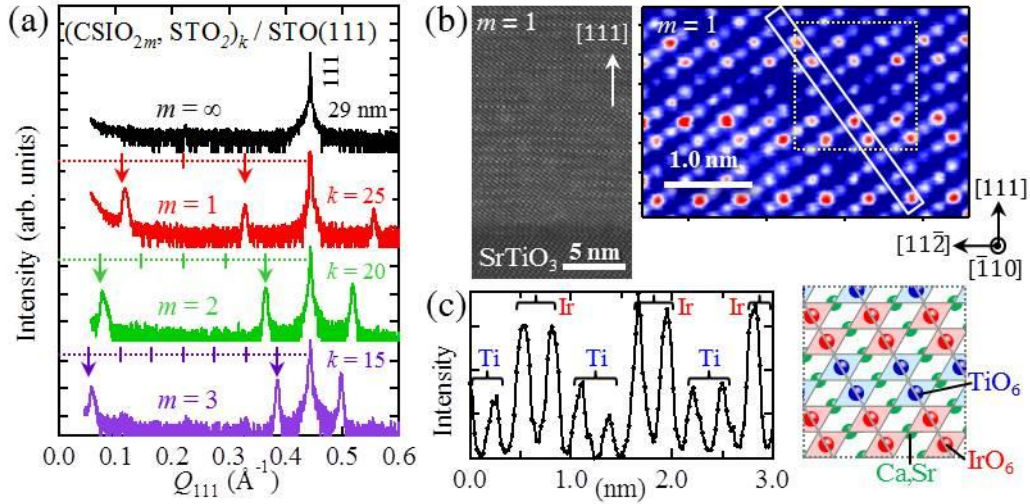 (a)
(CSIO₂ₘ, STO₂)ₖ / STO(111)
111
m = ∞
29 nm
k = 25
m = 1
k = 20
m = 2
k = 15
m = 3
Intensity (arb. units)
0.0 0.1 0.2 0.3 0.4 0.5 0.6
Q₁₁₁ (Å⁻¹)
(b)
m = 1
[111]
SrTiO₃ 5 nm
m = 1
1.0 nm
[111]
[112̄]
[1̄10]
(c)
Ir Ir Ir
Ti Ti Ti
Intensity
0.0 1.0 2.0 3.0
(nm)
TiO₆
IrO₆
Ca,Sr